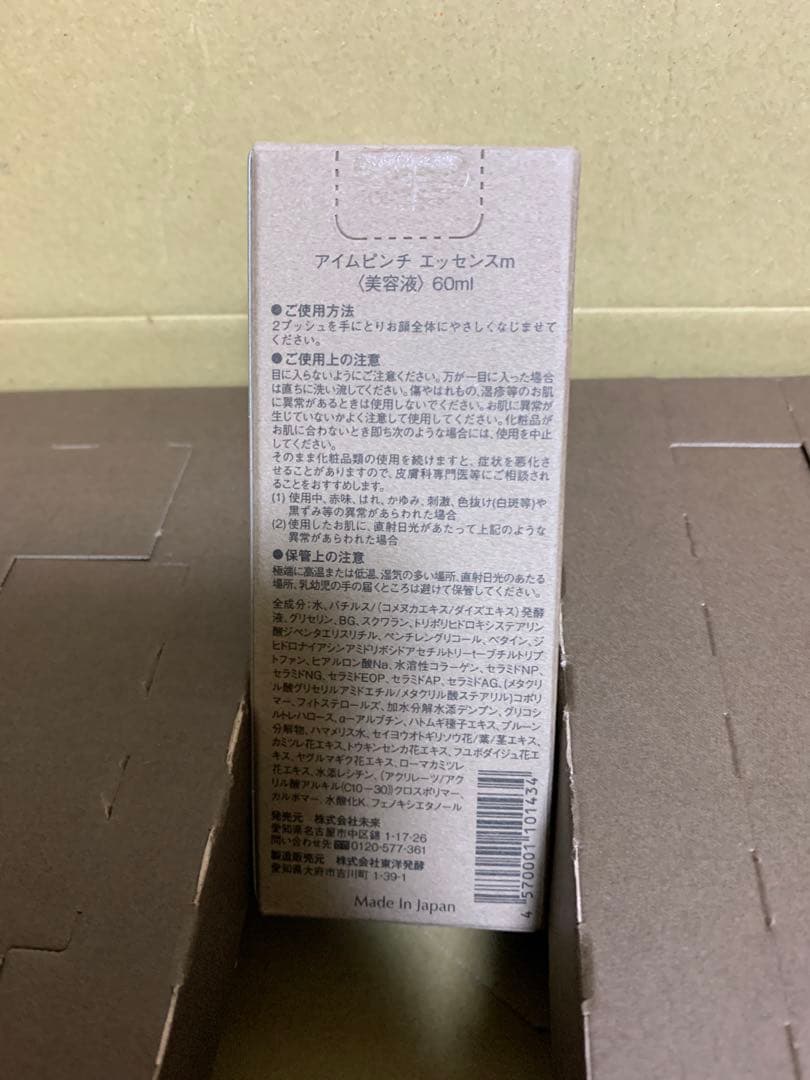 アイムピンチ エッセンスm
〈美容液〉 60ml
●ご使用方法
2プッシュを手にとりお顔全体にやさしくなじませて
ください。
●ご使用上の注意
目に入らないようにご注意ください。万が一目に入った場合
は直ちに洗い流してください。傷やはれもの、湿疹等のお肌
に異常があるときは使用しないでください。お肌に異常が
生じていないかよく注意して使用してください。化粧品が
お肌に合わないとき即ち次のような場合には、使用を中止
してください。
そのまま化粧品類の使用を続けますと、症状を悪化さ
せることがありますので、皮膚科専門医等にご相談され
ることをおすすめします。
(1) 使用中、赤味、はれ、かゆみ、刺激、色抜け(白斑等)や
黒ずみ等の異常があらわれた場合
(2) 使用したお肌に、直射日光があたって上記のような
異常があらわれた場合
●保管上の注意
極端に高温または低温、湿気の多い場所、直射日光のあたる
場所、乳幼児の手の届くところは避けて保管してください。
全成分：水、バチルス/（コメヌカエキス/ダイズエキス）発酵
液、グリセリン、BG、スクワラン、トリポリヒドロキシステアリン
酸ジペンタエリスリチル、ペンチレングリコール、ベタイン、ジ
ヒドロナイアシンアミドリボシドアセチルトリーtーブチルトリプ
トファン、ヒアルロン酸Na、水溶性コラーゲン、セラミドNP、
セラミドNG、セラミドEOP、セラミドAP、セラミドAG、（メタクリ
ル酸グリセリルアミドエチル/メタクリル酸ステアリル）コポリ
マー、フィトステロールズ、加水分解水添デンプン、グリコシ
ルトレハロース、α－アルブチン、ハトムギ種子エキス、プルーン
分解物、ハマメリス水、セイヨウオトギリソウ花/葉/茎エキス、
カミツレ花エキス、トウキンセンカ花エキス、フユボダイジュ花エ
キス、ヤグルマギク花エキス、ローマカミツレ
花エキス、水添レシチン、（アクリレーツ/アク
リル酸アルキル（C10－30））クロスポリマー、
カルボマー、水酸化K、フェノキシエタノール
発売元 株式会社未来
愛知県名古屋市中区錦 1-17-26
問い合わせ先 0120-577-361
製造販売元 株式会社東洋発酵
愛知県大府市吉川町 1-39-1
Made In Japan
4 570001 101434